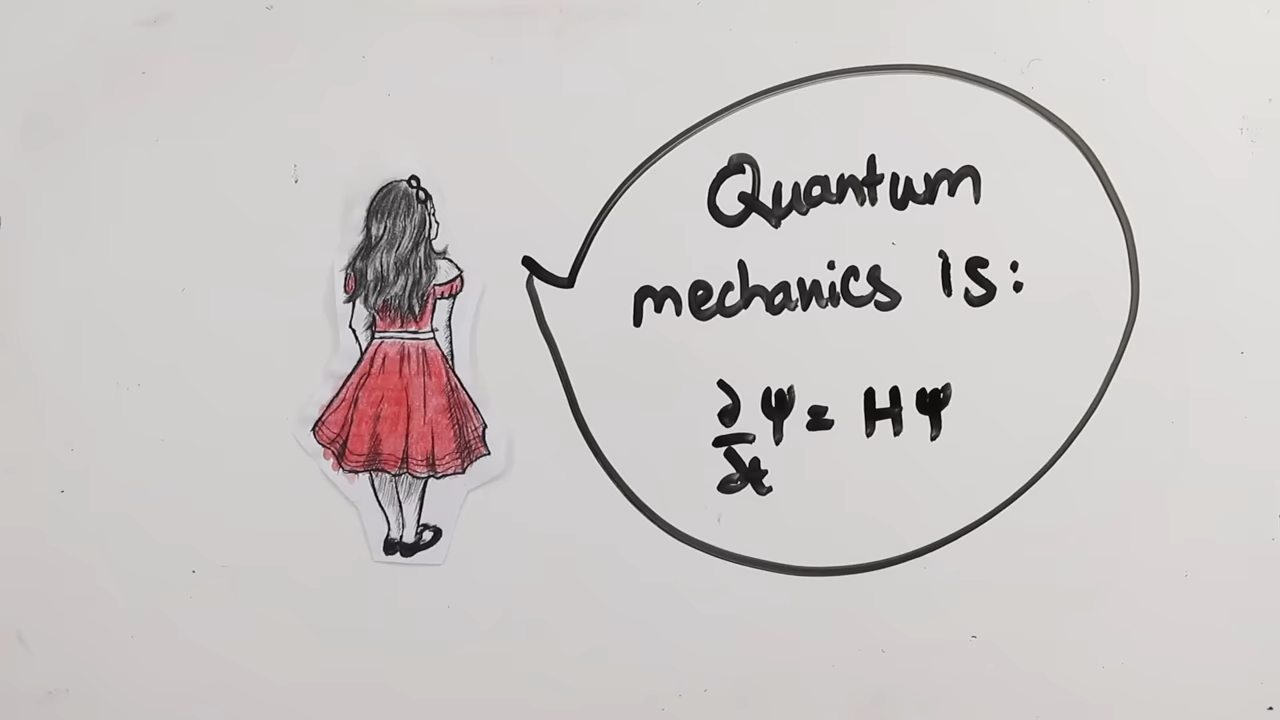 Quantum
mechanics is:
∂/∂t Ψ = HΨ